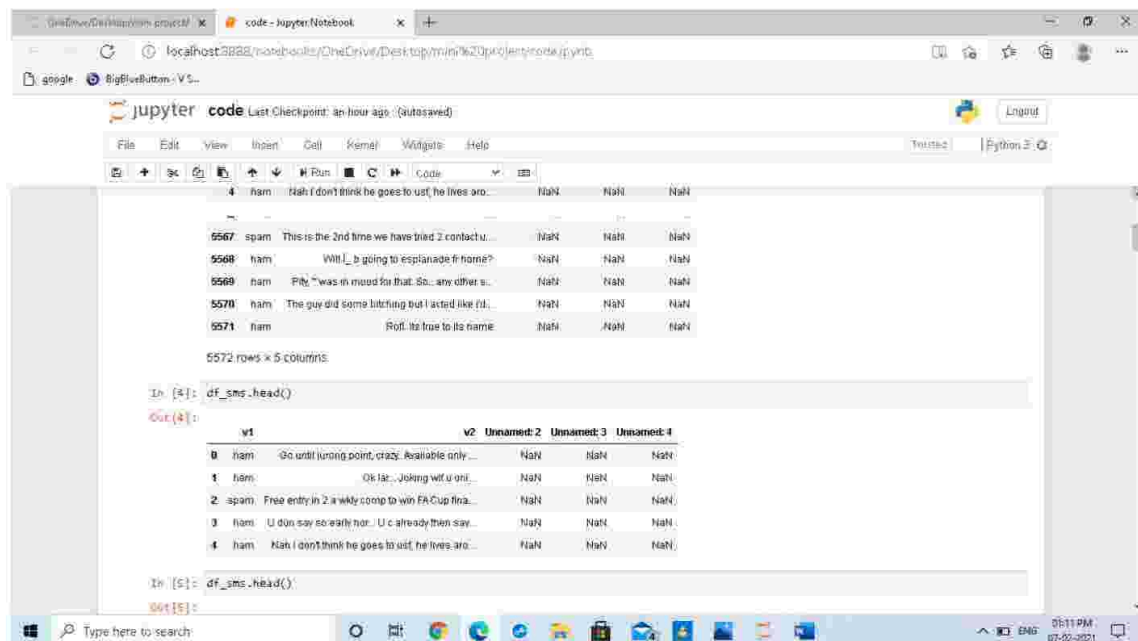 code - Jupyter Notebook
localhost:8888/notebooks/OneDrive/Desktop/mini%20project/code.ipynb
google BigBlueButton - V S...
jupyter code Last Checkpoint: an hour ago (autosaved)
Logout
File Edit View Insert Cell Kernel Widgets Help
Trusted Python 3
Run Code
4 ham Nah I don't think he goes to usf, he lives aro... NaN NaN NaN
... ... ... ... ... ...
5567 spam This is the 2nd time we have tried 2 contact u... NaN NaN NaN
5568 ham Will Ì_ b going to esplanade fr home? NaN NaN NaN
5569 ham Pity, * was in mood for that. So...any other s... NaN NaN NaN
5570 ham The guy did some bitching but I acted like i'd... NaN NaN NaN
5571 ham Rofl. Its true to its name NaN NaN NaN
5572 rows × 5 columns
In [4]: df_sms.head()
Out[4]:
v1 v2 Unnamed: 2 Unnamed: 3 Unnamed: 4
0 ham Go until jurong point, crazy.. Available only ... NaN NaN NaN
1 ham Ok lar... Joking wif u oni... NaN NaN NaN
2 spam Free entry in 2 a wkly comp to win FA Cup fina... NaN NaN NaN
3 ham U dun say so early hor... U c already then say... NaN NaN NaN
4 ham Nah I don't think he goes to usf, he lives aro... NaN NaN NaN
In [5]: df_sms.head()
Out[5]:
Type here to search
ENG
01:11 PM
07-02-2021